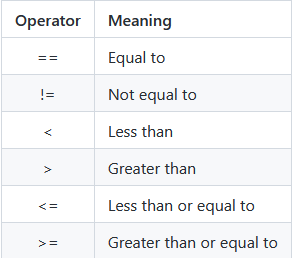 Operator Meaning
== Equal to
!= Not equal to
< Less than
> Greater than
<= Less than or equal to
>= Greater than or equal to